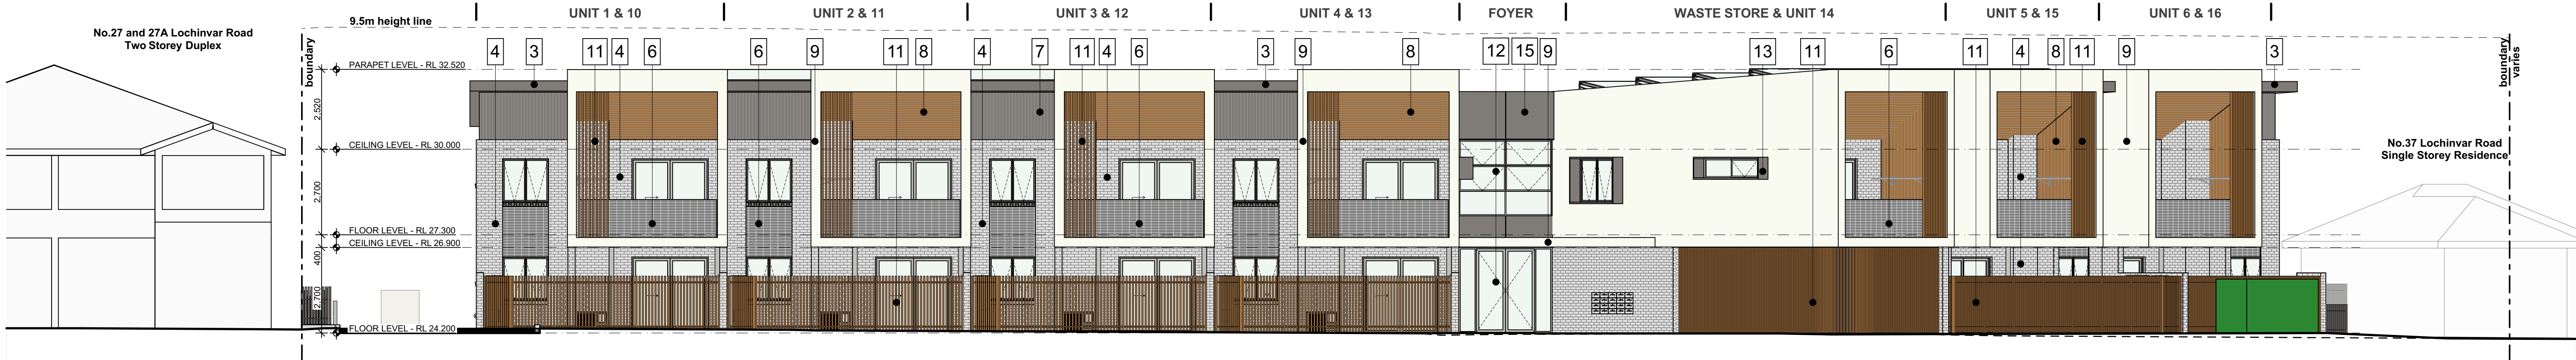 UNIT 1 & 10
UNIT 2 & 11
UNIT 3 & 12
UNIT 4 & 13
FOYER
WASTE STORE & UNIT 14
UNIT 5 & 15
UNIT 6 & 16
9.5m height line
No.27 and 27A Lochinvar Road
Two Storey Duplex
boundary
4
3
11
4
6
6
9
11
8
4
7
11
4
6
3
9
8
12
15
9
13
11
6
11
4
8
11
9
3
boundary
varies
PARAPET LEVEL - RL 32.520
2,520
CEILING LEVEL - RL 30.000
2,700
FLOOR LEVEL - RL 27.300
CEILING LEVEL - RL 26.900
400
2,700
FLOOR LEVEL - RL 24.200
No.37 Lochinvar Road
Single Storey Residence